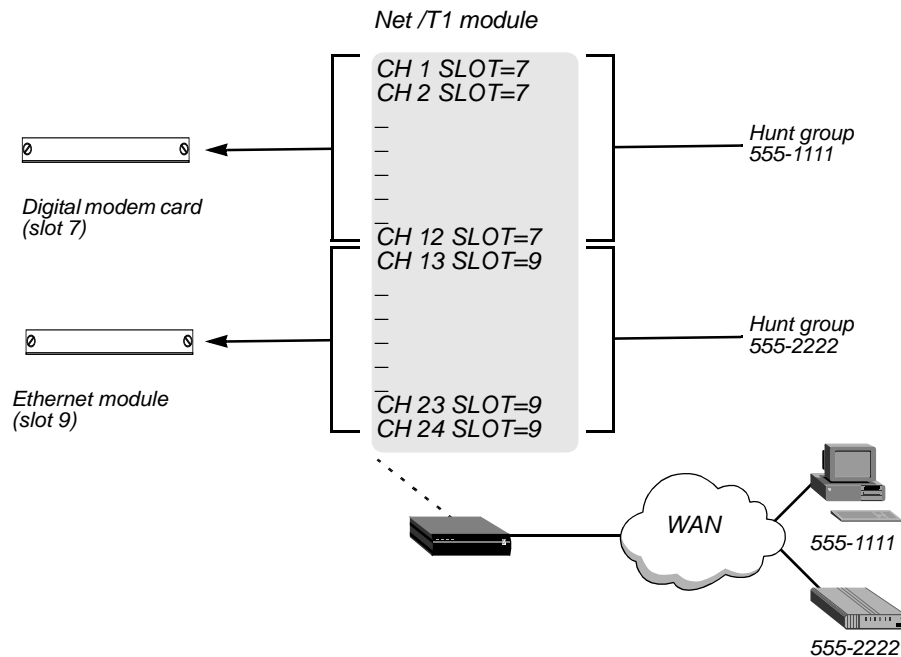 Net /T1 module
CH 1 SLOT=7
CH 2 SLOT=7
_
_
_
_
_
CH 12 SLOT=7
CH 13 SLOT=9
_
_
_
_
_
CH 23 SLOT=9
CH 24 SLOT=9
Digital modem card
(slot 7)
Ethernet module
(slot 9)
Hunt group
555-1111
Hunt group
555-2222
WAN
555-1111
555-2222